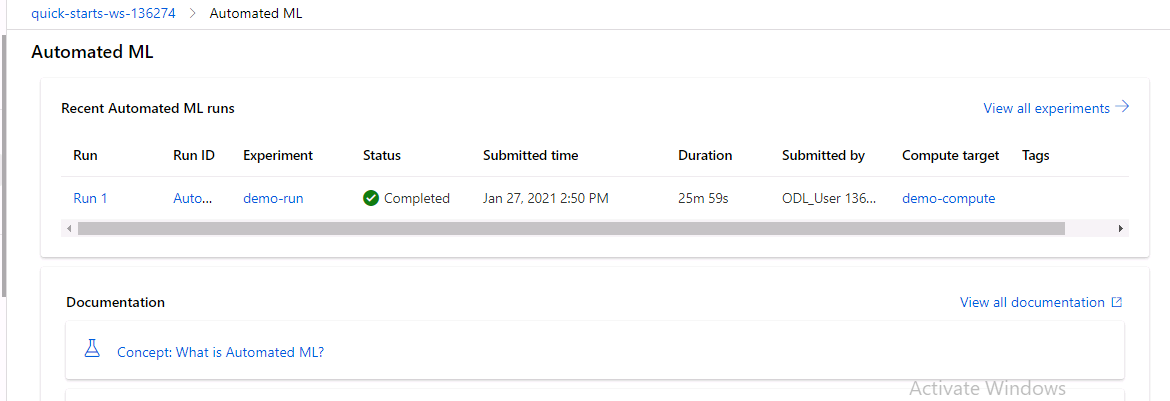 quick-starts-ws-136274 > Automated ML
Automated ML
Recent Automated ML runs View all experiments →
Run Run ID Experiment Status Submitted time Duration Submitted by Compute target Tags
Run 1 Auto... demo-run Completed Jan 27, 2021 2:50 PM 25m 59s ODL_User 136... demo-compute
Documentation View all documentation
Concept: What is Automated ML?
Activate Windows